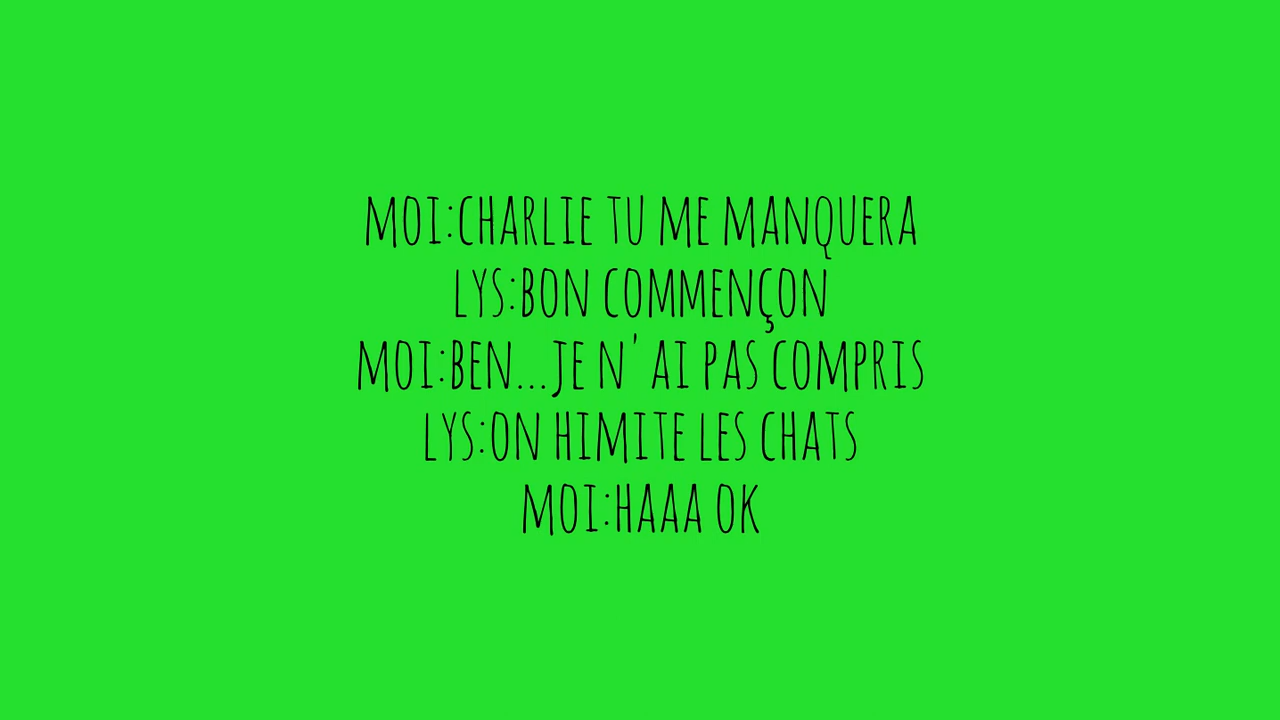 MOI:CHARLIE TU ME MANQUERA
LYS:BON COMMENÇON
MOI:BEN...JE N'AI PAS COMPRIS
LYS:ON HIMITE LES CHATS
MOI:HAAA OK